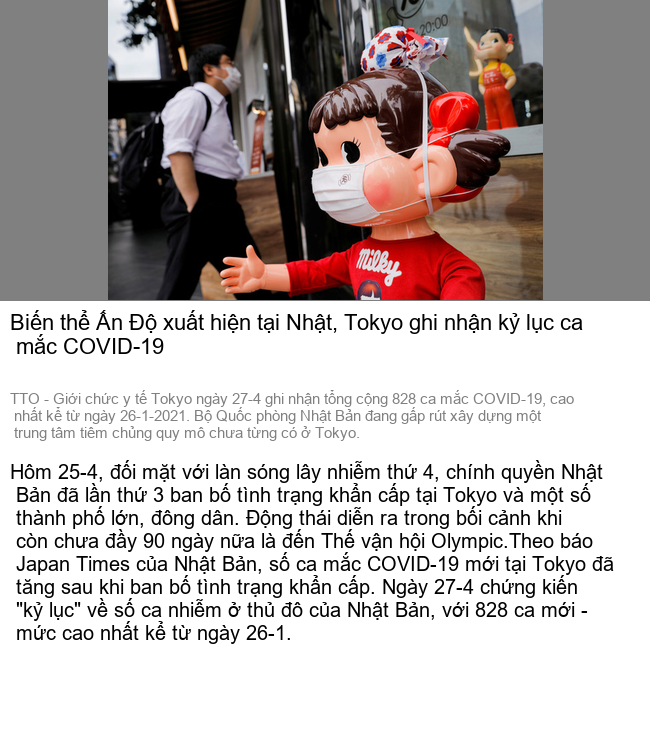 20:00
Milky
Biến thể Ấn Độ xuất hiện tại Nhật, Tokyo ghi nhận kỷ lục ca
mắc COVID-19
TTO - Giới chức y tế Tokyo ngày 27-4 ghi nhận tổng cộng 828 ca mắc COVID-19, cao
nhất kể từ ngày 26-1-2021. Bộ Quốc phòng Nhật Bản đang gấp rút xây dựng một
trung tâm tiêm chủng quy mô chưa từng có ở Tokyo.
Hôm 25-4, đối mặt với làn sóng lây nhiễm thứ 4, chính quyền Nhật
Bản đã lần thứ 3 ban bố tình trạng khẩn cấp tại Tokyo và một số
thành phố lớn, đông dân. Động thái diễn ra trong bối cảnh khi
còn chưa đầy 90 ngày nữa là đến Thế vận hội Olympic.Theo báo
Japan Times của Nhật Bản, số ca mắc COVID-19 mới tại Tokyo đã
tăng sau khi ban bố tình trạng khẩn cấp. Ngày 27-4 chứng kiến
"kỷ lục" về số ca nhiễm ở thủ đô của Nhật Bản, với 828 ca mới -
mức cao nhất kể từ ngày 26-1.